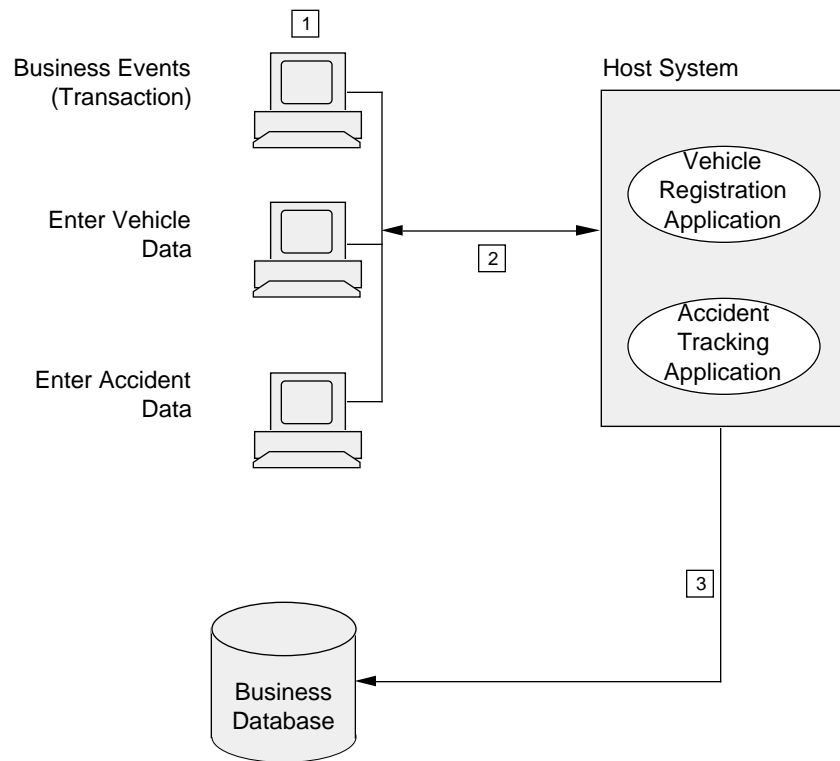 1
Business Events
(Transaction)
Host System
Vehicle
Registration
Application
Enter Vehicle
Data
2
Accident
Tracking
Application
Enter Accident
Data
3
Business
Database